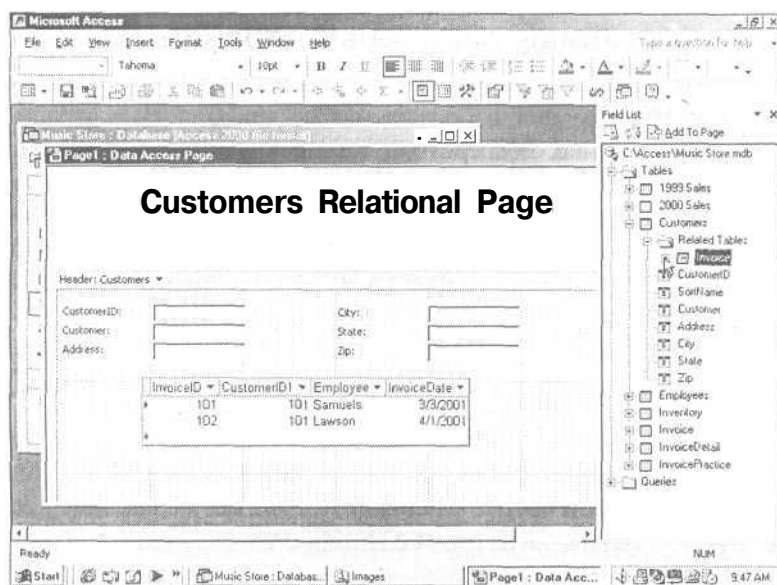 Microsoft Access
File Edit View Insert Format Tools Window Help
Type a question for help
Tahoma 10pt B I U
Field List
Add To Page
Music Store : Database (Access 2000 file format)
Page1 : Data Access Page
C:\Access\Music Store.mdb
Tables
1999 Sales
2000 Sales
Customers
Related Tables
Invoice
CustomerID
SortName
Customer
Address
City
State
Zip
Employees
Inventory
Invoice
InvoiceDetail
InvoicePractice
Queries
Customers Relational Page
Header: Customers
CustomerID: City:
Customer: State:
Address: Zip:
InvoiceID CustomerID1 Employee InvoiceDate
101 101 Samuels 3/3/2001
102 101 Lawson 4/1/2001
Ready NUM
Start Music Store : Databas... Images Page1 : Data Acc... 9:47 AM